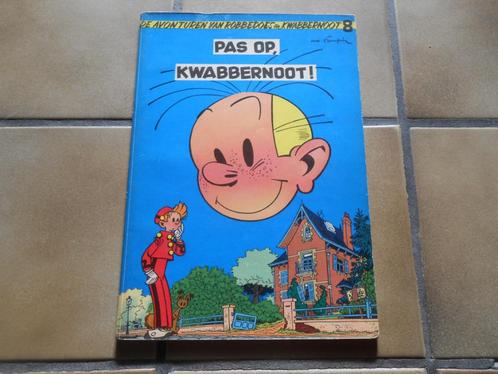 DE AVONTUREN VAN ROBBEDOES en KWABBERNOOT 8
PAS OP,
KWABBERNOOT!